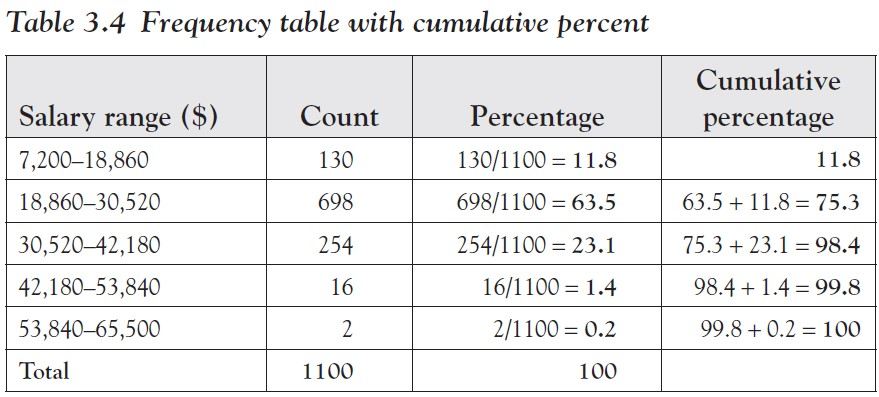 Table 3.4 Frequency table with cumulative percent
Salary range ($) Count Percentage Cumulative percentage
7,200–18,860 130 130/1100 = 11.8 11.8
18,860–30,520 698 698/1100 = 63.5 63.5 + 11.8 = 75.3
30,520–42,180 254 254/1100 = 23.1 75.3 + 23.1 = 98.4
42,180–53,840 16 16/1100 = 1.4 98.4 + 1.4 = 99.8
53,840–65,500 2 2/1100 = 0.2 99.8 + 0.2 = 100
Total 1100 100